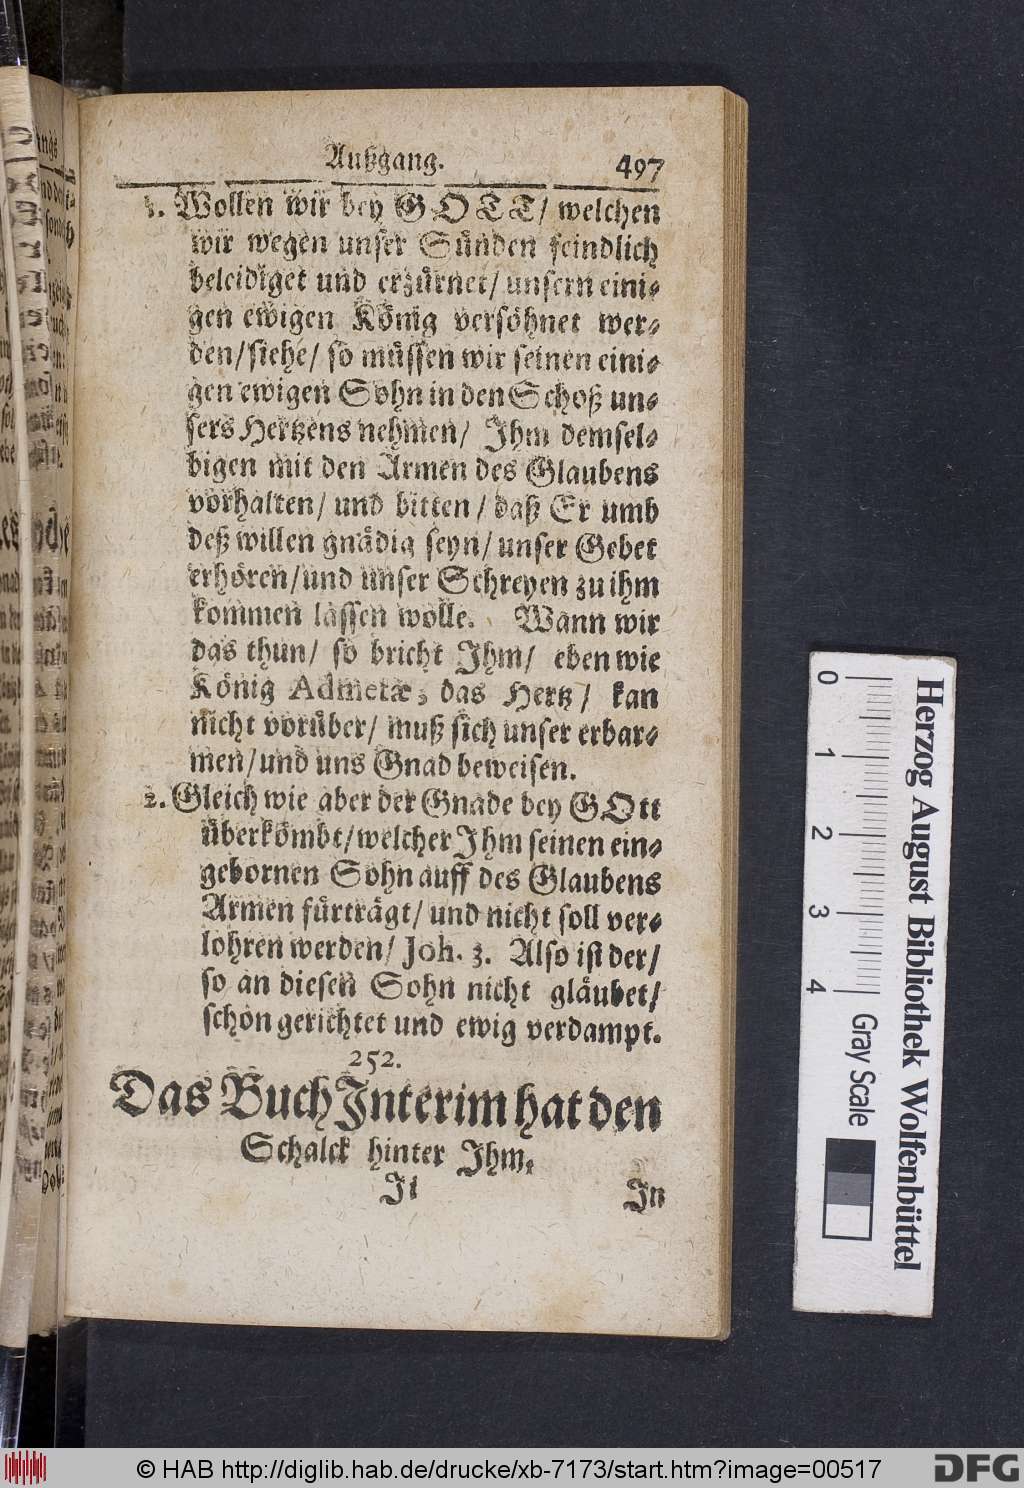 Außgang. 497
1. Wollen wir bey GOTT/ welchen
wir wegen unser Sünden feindlich
beleidiget und erzürnet/ unsern eini-
gen ewigen König versöhnet wer-
den/ siehe/ so müssen wir seinen eini-
gen ewigen Sohn in den Schoß un-
sers Hertzens nehmen/ Ihm demsel-
bigen mit den Armen des Glaubens
vorhalten/ und bitten/ daß Er umb
deß willen gnädig seyn/ unser Gebet
erhören/ und unser Schreyen zu ihm
kommen lassen wolle. Wann wir
das thun/ so bricht Ihm/ eben wie
König Admetæ, das Hertz/ kan
nicht vorüber/ muß sich unser erbar-
men/ und uns Gnad beweisen.
2. Gleich wie aber der Gnade bey GOtt
überkömbt/ welcher Ihm seinen ein-
gebornen Sohn auff des Glaubens
Armen fürträgt/ und nicht soll ver-
lohren werden/ Joh. 3. Also ist der/
so an diesen Sohn nicht gläubet/
schon gerichtet und ewig verdampt.
252.
Das Buch Interim hat den
Schalck hinter Ihm.
Ii In
Herzog August Bibliothek Wolfenbüttel
0 1 2 3 4 Gray Scale
© HAB http://diglib.hab.de/drucke/xb-7173/start.htm?image=00517
DFG